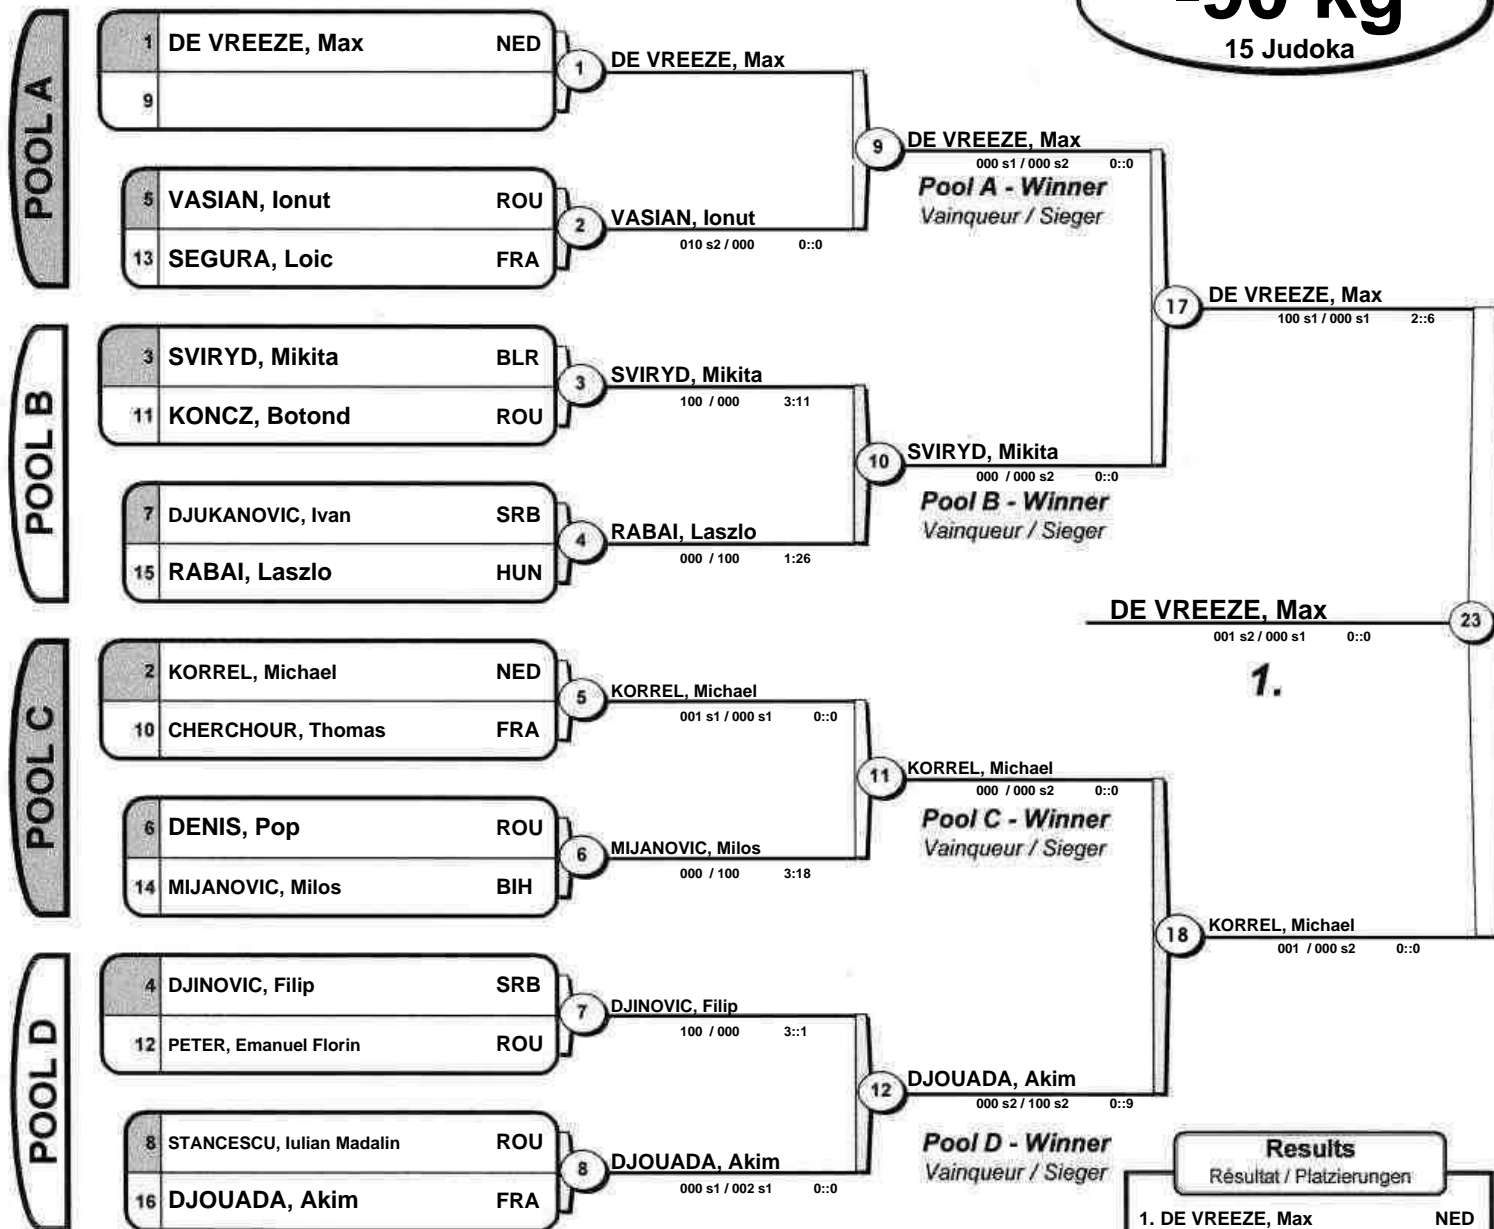 -90 kg
15 Judoka
POOL A
1 DE VREEZE, Max NED
9
1 DE VREEZE, Max
5 VASIAN, Ionut ROU
13 SEGURA, Loic FRA
2 VASIAN, Ionut
010 s2 / 000 0::0
9 DE VREEZE, Max
000 s1 / 000 s2 0::0
Pool A - Winner
Vainqueur / Sieger
POOL B
3 SVIRYD, Mikita BLR
11 KONCZ, Botond ROU
3 SVIRYD, Mikita
100 / 000 3:11
7 DJUKANOVIC, Ivan SRB
15 RABAI, Laszlo HUN
4 RABAI, Laszlo
000 / 100 1:26
10 SVIRYD, Mikita
000 / 000 s2 0::0
Pool B - Winner
Vainqueur / Sieger
17 DE VREEZE, Max
100 s1 / 000 s1 2::6
DE VREEZE, Max 23
001 s2 / 000 s1 0::0
1.
POOL C
2 KORREL, Michael NED
10 CHERCHOUR, Thomas FRA
5 KORREL, Michael
001 s1 / 000 s1 0::0
6 DENIS, Pop ROU
14 MIJANOVIC, Milos BIH
6 MIJANOVIC, Milos
000 / 100 3:18
11 KORREL, Michael
000 / 000 s2 0::0
Pool C - Winner
Vainqueur / Sieger
POOL D
4 DJINOVIC, Filip SRB
12 PETER, Emanuel Florin ROU
7 DJINOVIC, Filip
100 / 000 3::1
8 STANCESCU, Iulian Madalin ROU
16 DJOUADA, Akim FRA
8 DJOUADA, Akim
000 s1 / 002 s1 0::0
12 DJOUADA, Akim
000 s2 / 100 s2 0::9
Pool D - Winner
Vainqueur / Sieger
18 KORREL, Michael
001 / 000 s2 0::0
Results
Résultat / Platzierungen
1. DE VREEZE, Max NED